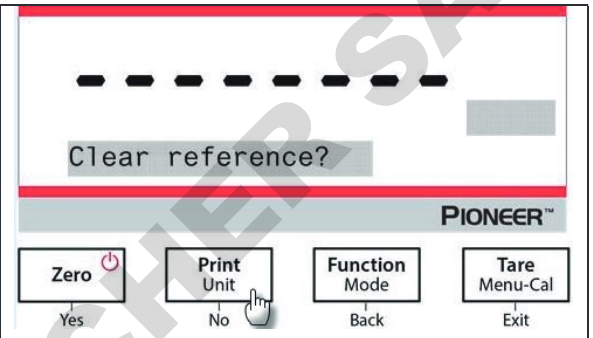 --------
Clear reference?
PIONEER™
Zero Print Function Tare
Unit Mode Menu-Cal
Yes No Back Exit